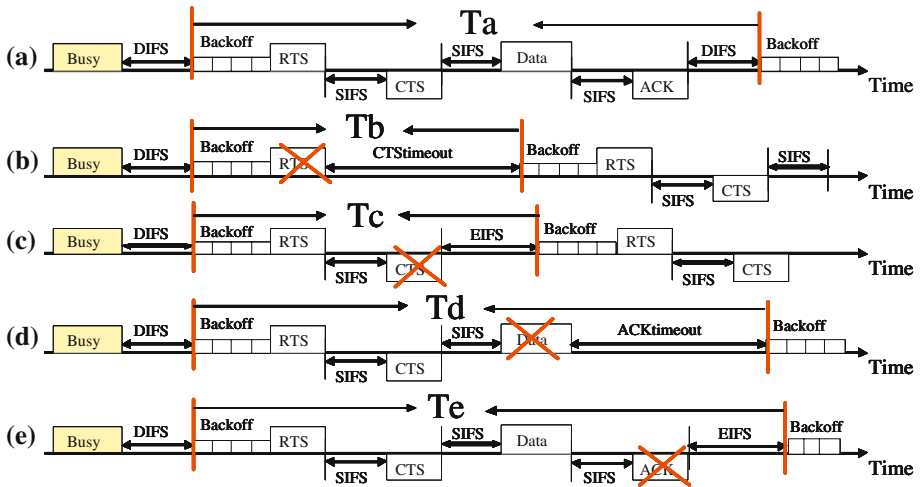 Ta
(a) Busy DIFS Backoff RTS SIFS CTS SIFS Data SIFS ACK DIFS Backoff Time
Tb
(b) Busy DIFS Backoff RTS CTStimeout Backoff RTS SIFS CTS SIFS Time
Tc
(c) Busy DIFS Backoff RTS SIFS CTS EIFS Backoff RTS SIFS CTS Time
Td
(d) Busy DIFS Backoff RTS SIFS CTS SIFS Data ACKtimeout Backoff Time
Te
(e) Busy DIFS Backoff RTS SIFS CTS SIFS Data SIFS ACK EIFS Backoff Time